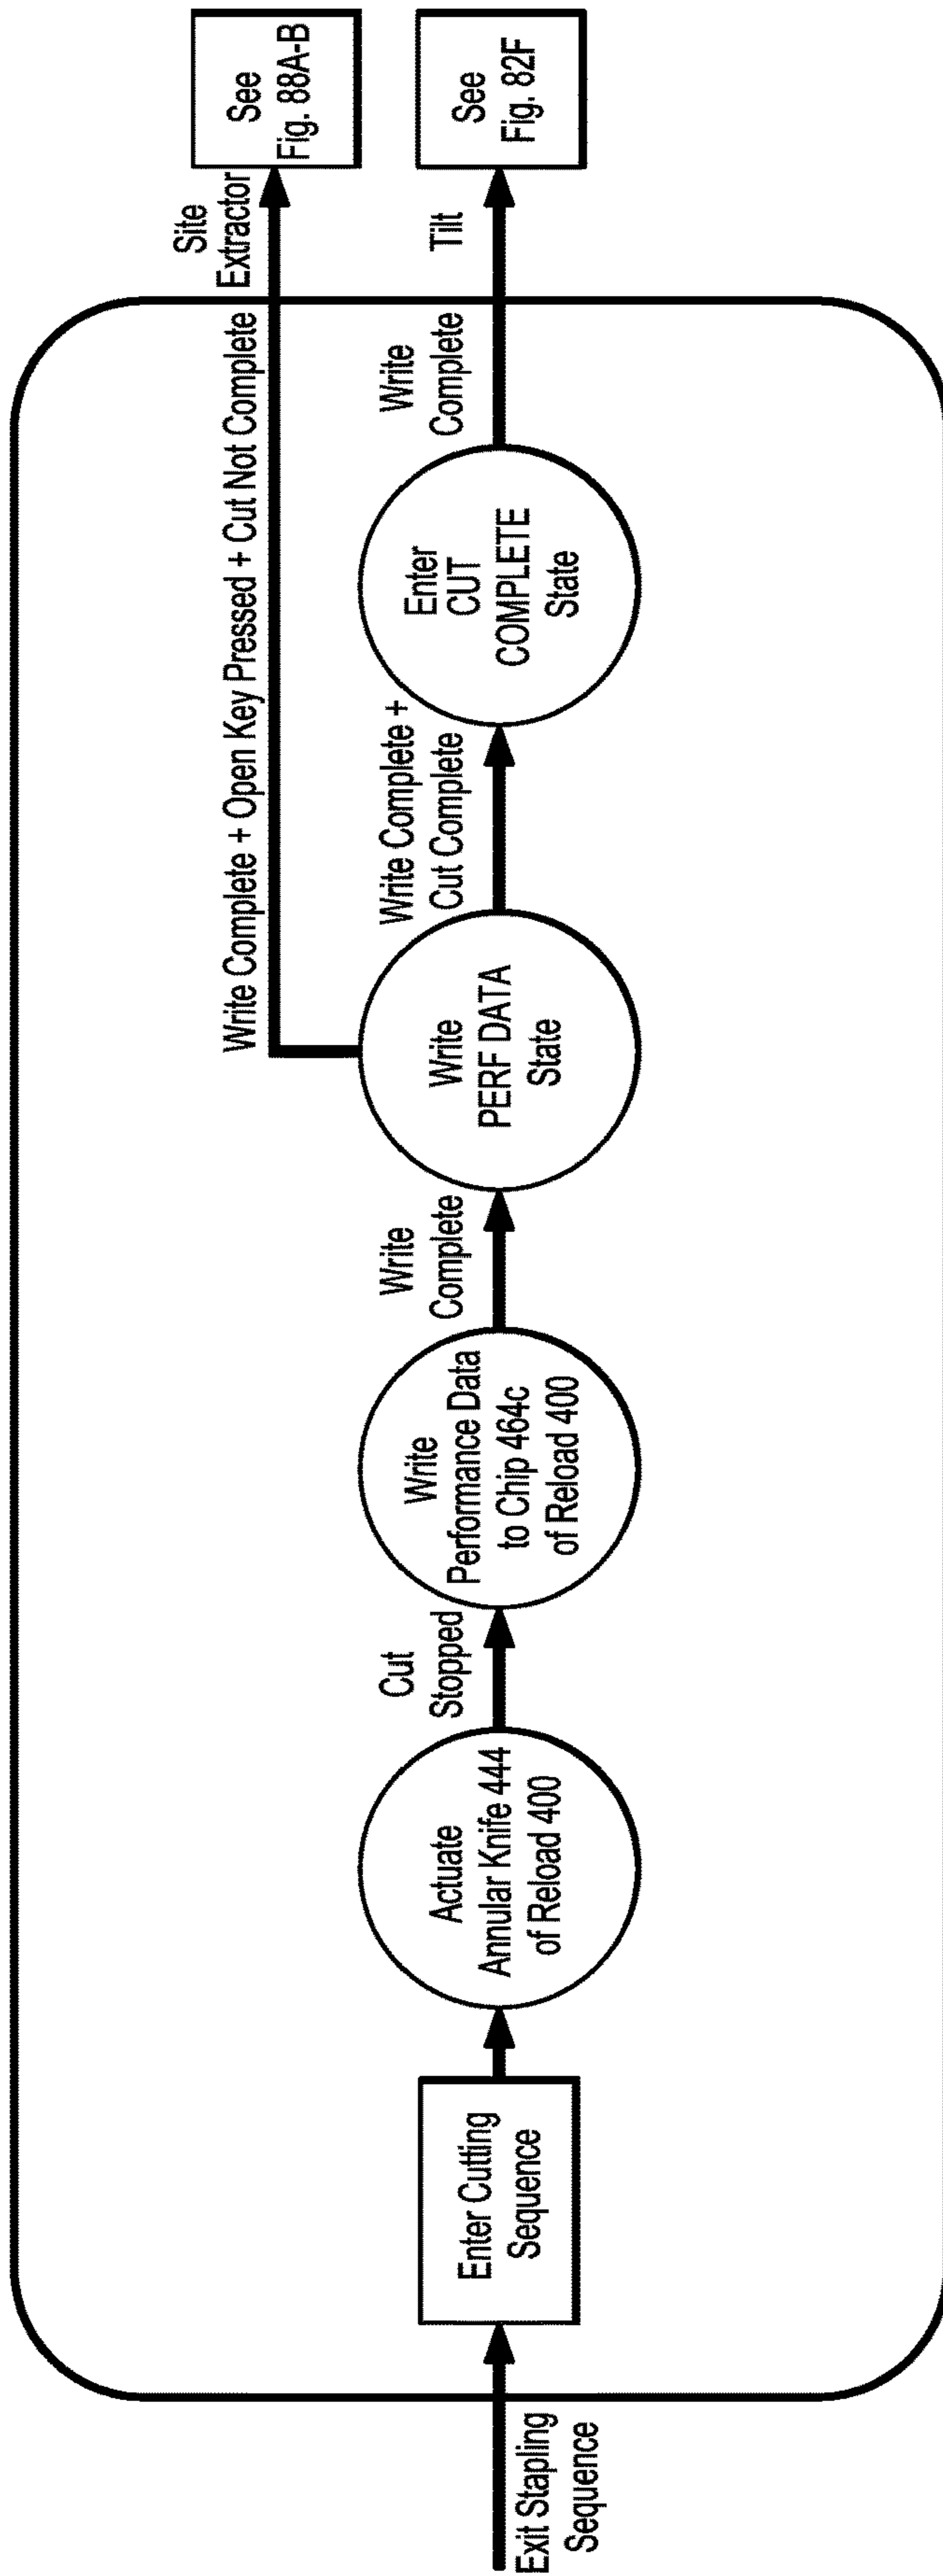 Exit Stapling
Sequence
Enter Cutting
Sequence
Actuate
Annular Knife 444
of Reload 400
Cut
Stopped
Write
Performance Data
to Chip 464c
of Reload 400
Write
Complete
Write
PERF DATA
State
Write Complete + Open Key Pressed + Cut Not Complete
Site
Extractor
See
Fig. 88A-B
Write Complete +
Cut Complete
Enter
CUT
COMPLETE
State
Write
Complete
Tilt
See
Fig. 82F